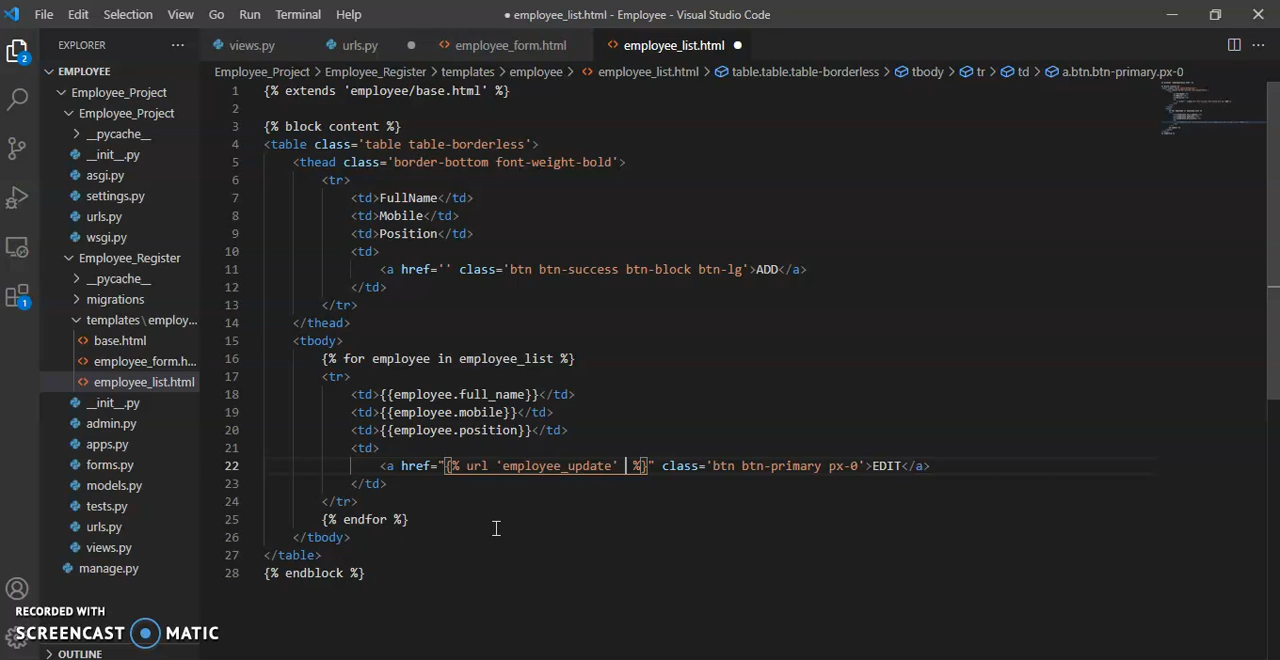 File Edit Selection View Go Run Terminal Help
● employee_list.html - Employee - Visual Studio Code
EXPLORER ···
views.py urls.py ● employee_form.html employee_list.html ●
EMPLOYEE
Employee_Project > Employee_Register > templates > employee > employee_list.html > table.table.table-borderless > tbody > tr > td > a.btn.btn-primary.px-0
Employee_Project
Employee_Project
__pycache__
__init__.py
asgi.py
settings.py
urls.py
wsgi.py
Employee_Register
__pycache__
migrations
templates\employ...
base.html
employee_form.h...
employee_list.html
__init__.py
admin.py
apps.py
forms.py
models.py
tests.py
urls.py
views.py
manage.py
OUTLINE
2
1
1 {% extends 'employee/base.html' %}
2
3 {% block content %}
4 <table class='table table-borderless'>
5 <thead class='border-bottom font-weight-bold'>
6 <tr>
7 <td>FullName</td>
8 <td>Mobile</td>
9 <td>Position</td>
10 <td>
11 <a href='' class='btn btn-success btn-block btn-lg'>ADD</a>
12 </td>
13 </tr>
14 </thead>
15 <tbody>
16 {% for employee in employee_list %}
17 <tr>
18 <td>{{employee.full_name}}</td>
19 <td>{{employee.mobile}}</td>
20 <td>{{employee.position}}</td>
21 <td>
22 <a href="{% url 'employee_update' %}" class='btn btn-primary px-0'>EDIT</a>
23 </td>
24 </tr>
25 {% endfor %}
26 </tbody>
27 </table>
28 {% endblock %}
RECORDED WITH
SCREENCAST MATIC